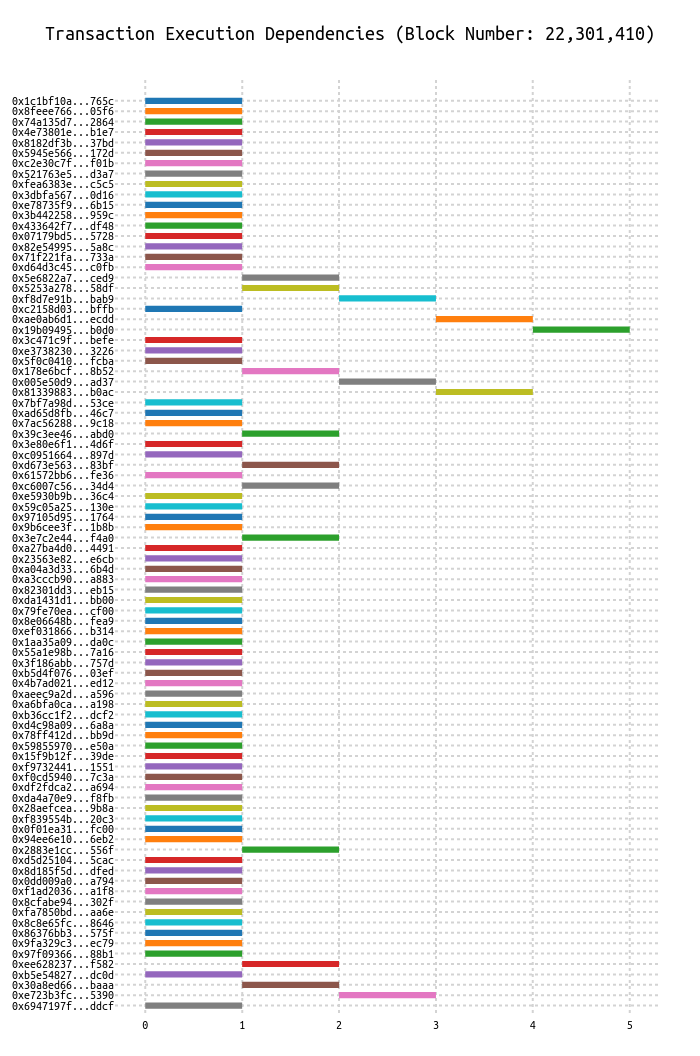 Transaction Execution Dependencies (Block Number: 22,301,410)
0x1c1bf10a...765c
0x8feee766...05f6
0x74a135d7...2864
0x4e73801e...b1e7
0x8182df3b...37bd
0x5945e566...172d
0xc2e30c7f...f01b
0x521763e5...d3a7
0xfea6383e...c5c5
0x3dbfa567...0d16
0xe78735f9...6b15
0x3b442258...959c
0x433642f7...df48
0x07179bd5...5728
0x82e54995...5a8c
0x71f221fa...733a
0xd64d3c45...c0fb
0x5e6822a7...ced9
0x5253a278...58df
0xf8d7e91b...bab9
0xc2158d03...bffb
0xae0ab6d1...ecdd
0x19b09495...b0d0
0x3c471c9f...befe
0xe3738230...3226
0x5f0c0410...fcba
0x178e6bcf...8b52
0x005e50d9...ad37
0x81339883...b0ac
0x7bf7a98d...53ce
0xad65d8fb...46c7
0x7ac56288...9c18
0x39c3ee46...abd0
0x3e80e6f1...4d6f
0xc0951664...897d
0xd673e563...83bf
0x61572bb6...fe36
0xc6007c56...34d4
0xe5930b9b...36c4
0x59c05a25...130e
0x97105d95...1764
0x9b6cee3f...1b8b
0x3e7c2e44...f4a0
0xa27ba4d0...4491
0x23563e82...e6cb
0xa04a3d33...6b4d
0xa3cccb90...a883
0x82301dd3...eb15
0xda1431d1...bb00
0x79fe70ea...cf00
0x8e06648b...fea9
0xef031866...b314
0x1aa35a09...da0c
0x55a1e98b...7a16
0x3f186abb...757d
0xb5d4f076...03ef
0x4b7ad021...ed12
0xaeec9a2d...a596
0xa6bfa0ca...a198
0xb36cc1f2...dcf2
0xd4c98a09...6a8a
0x78ff412d...bb9d
0x59855970...e50a
0x15f9b12f...39de
0xf9732441...1551
0xf0cd5940...7c3a
0xdf2fdca2...a694
0xda4a70e9...f8fb
0x28aefcea...9b8a
0xf839554b...20c3
0x0f01ea31...fc00
0x94ee6e10...6eb2
0x2883e1cc...556f
0xd5d25104...5cac
0x8d185f5d...dfed
0x0dd009a0...a794
0xf1ad2036...a1f8
0x8cfabe94...302f
0xfa7850bd...aa6e
0x8c8e65fc...8646
0x86376bb3...575f
0x9fa329c3...ec79
0x97f09366...88b1
0xee628237...f582
0xb5e54827...dc0d
0x30a8ed66...baaa
0xe723b3fc...5390
0x6947197f...ddcf
0 1 2 3 4 5